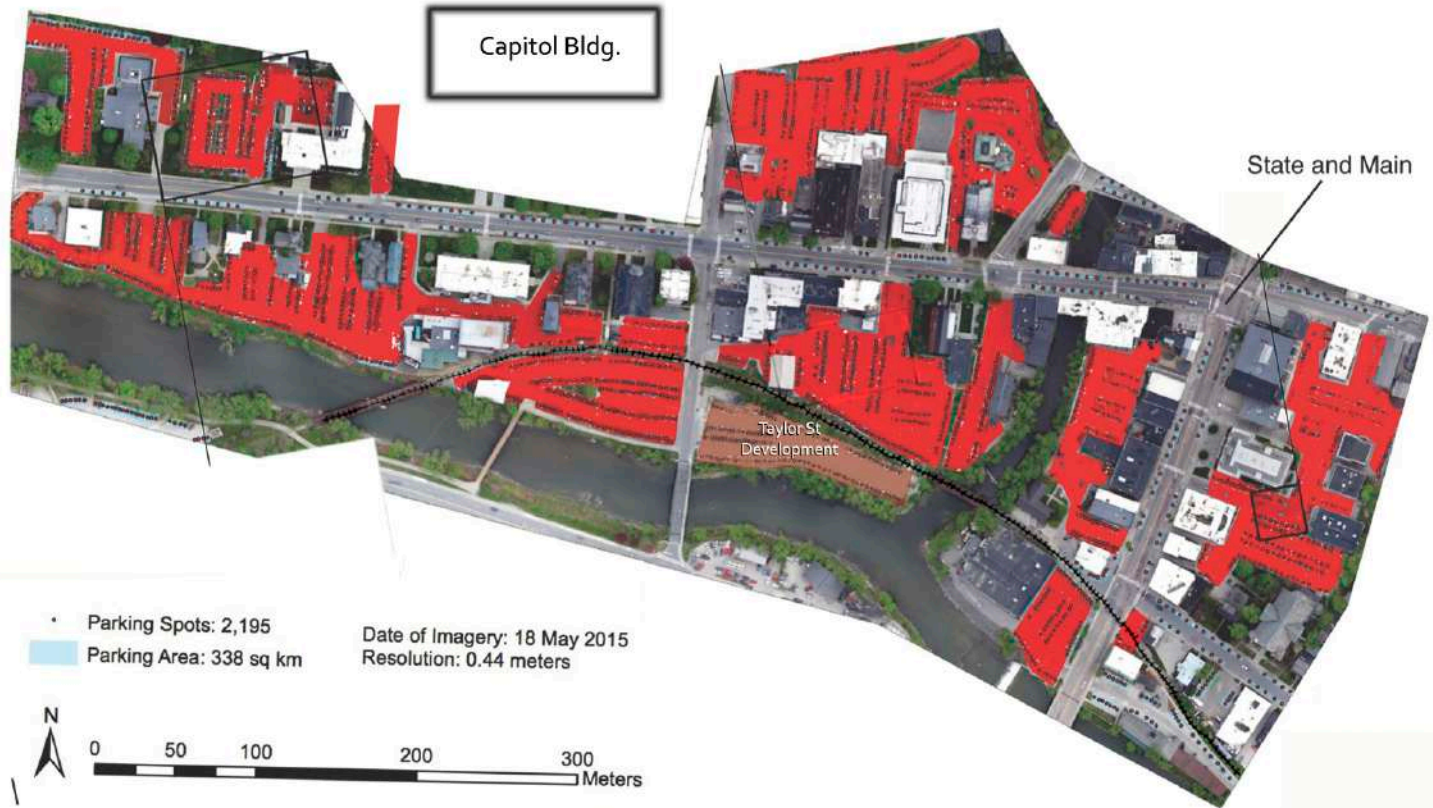 Capitol Bldg.
State and Main
Taylor St
Development
Parking Spots: 2,195
Parking Area: 338 sq km
Date of Imagery: 18 May 2015
Resolution: 0.44 meters
N
0 50 100 200 300
Meters